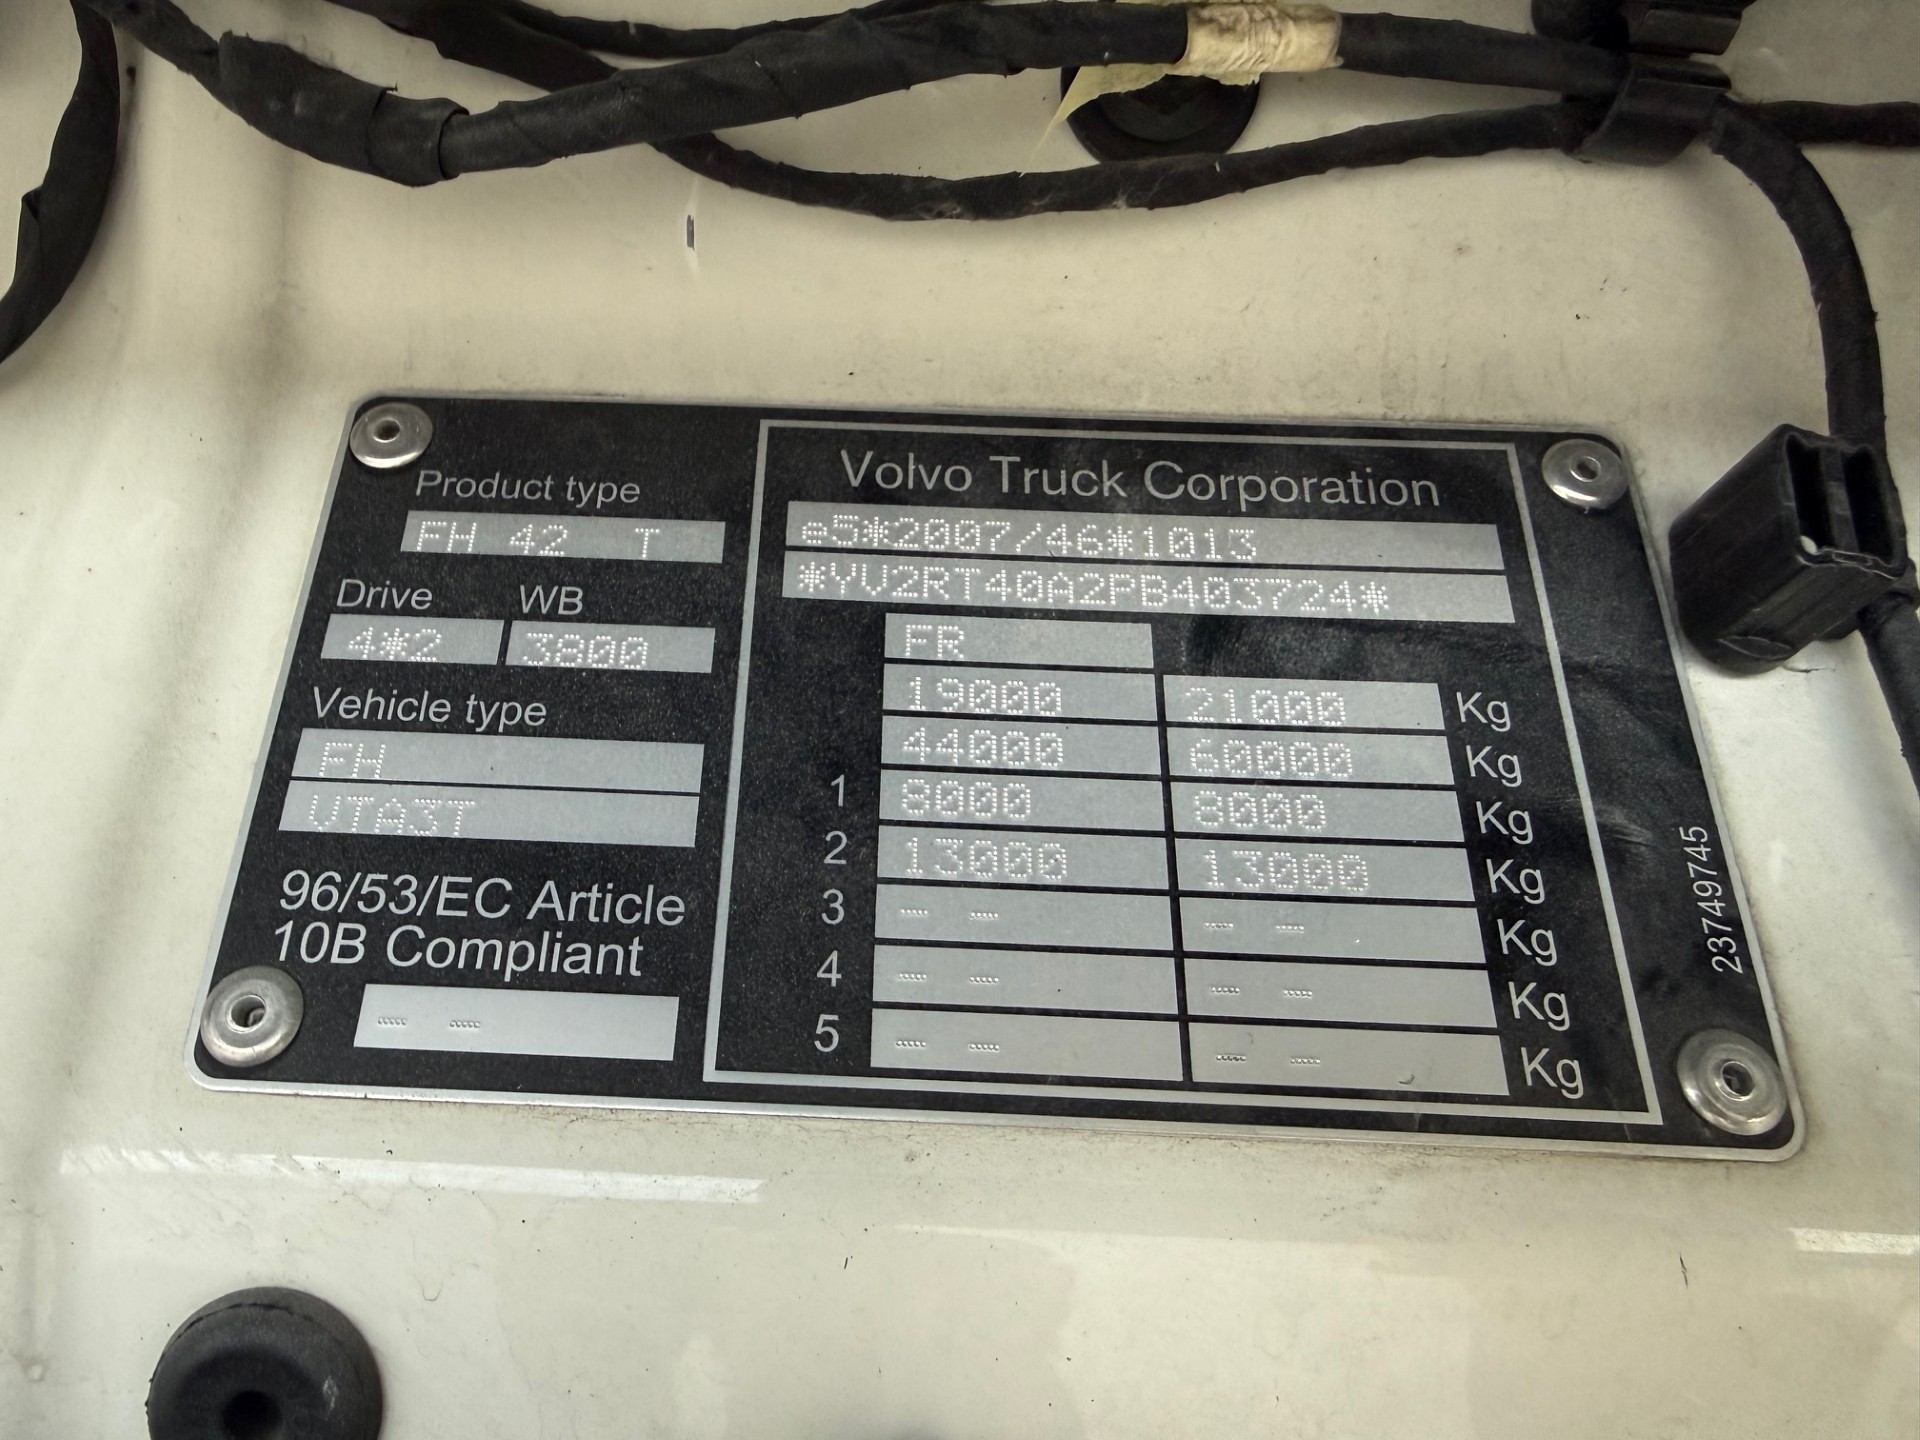 Product type
FH 42 T
Drive WB
4*2 3800
Vehicle type
FH
VTA3T
96/53/EC Article
10B Compliant
---- ----
Volvo Truck Corporation
e5*2007/46*1013
*YV2RT40A2PB403724*
FR
19000 21000 Kg
44000 60000 Kg
1 8000 8000 Kg
2 13000 13000 Kg
3 ---- ---- ---- ---- Kg
4 ---- ---- ---- ---- Kg
5 ---- ---- ---- ---- Kg
23749745